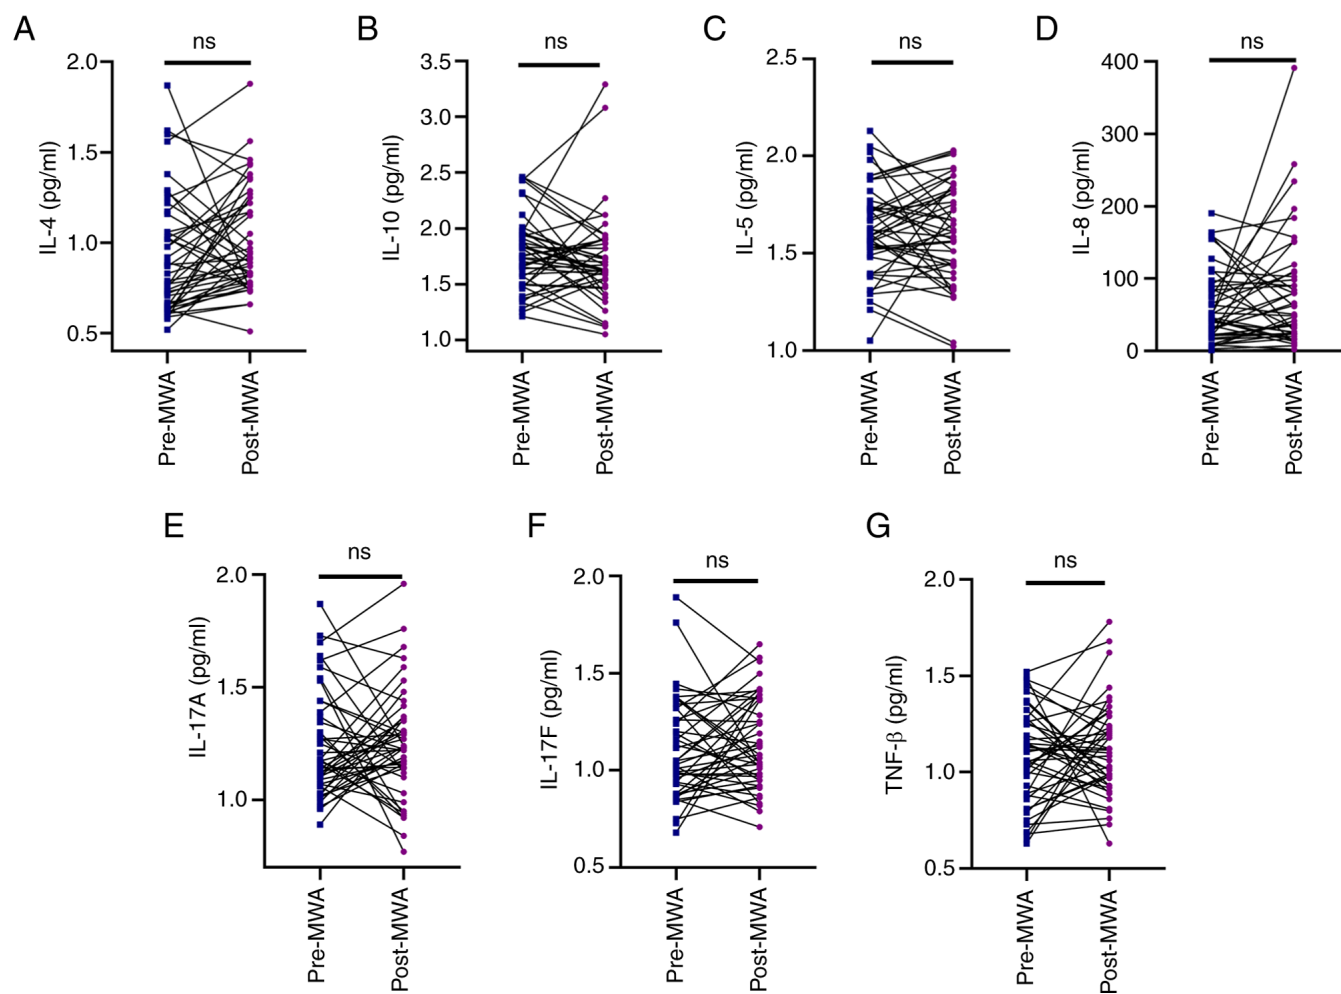 A
ns
IL-4 (pg/ml)
2.0
1.5
1.0
0.5
Pre-MWA
Post-MWA
B
ns
IL-10 (pg/ml)
3.5
3.0
2.5
2.0
1.5
1.0
Pre-MWA
Post-MWA
C
ns
IL-5 (pg/ml)
2.5
2.0
1.5
1.0
Pre-MWA
Post-MWA
D
ns
IL-8 (pg/ml)
400
300
200
100
0
Pre-MWA
Post-MWA
E
ns
IL-17A (pg/ml)
2.0
1.5
1.0
Pre-MWA
Post-MWA
F
ns
IL-17F (pg/ml)
2.0
1.5
1.0
0.5
Pre-MWA
Post-MWA
G
ns
TNF-β (pg/ml)
2.0
1.5
1.0
0.5
Pre-MWA
Post-MWA